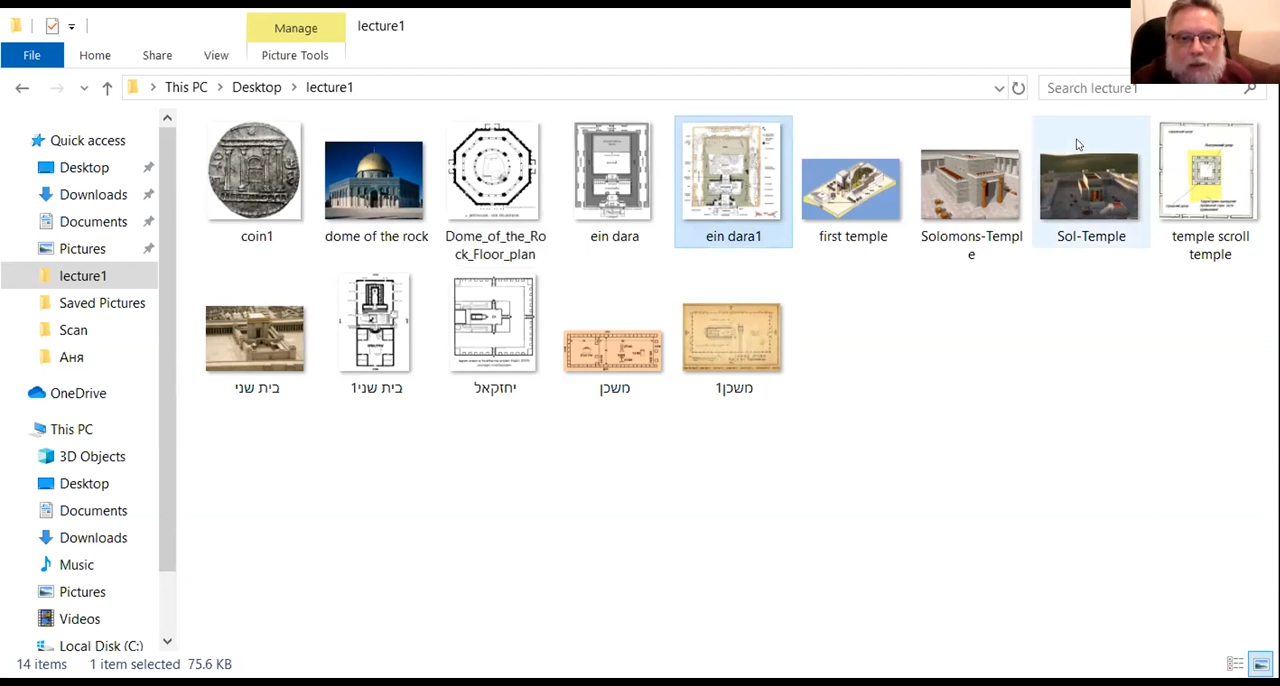 Manage
lecture1
File
Home
Share
View
Picture Tools
This PC
Desktop
lecture1
Search lecture1
Quick access
Desktop
Downloads
Documents
Pictures
lecture1
Saved Pictures
Scan
Аня
OneDrive
This PC
3D Objects
Desktop
Documents
Downloads
Music
Pictures
Videos
Local Disk (C:)
coin1
dome of the rock
Dome_of_the_Ro
ck_Floor_plan
ein dara
ein dara1
first temple
Solomons-Templ
e
Sol-Temple
temple scroll
temple
בית שני
בית שני1
יחזקאל
משכן
משכן1
14 items
1 item selected
75.6 KB